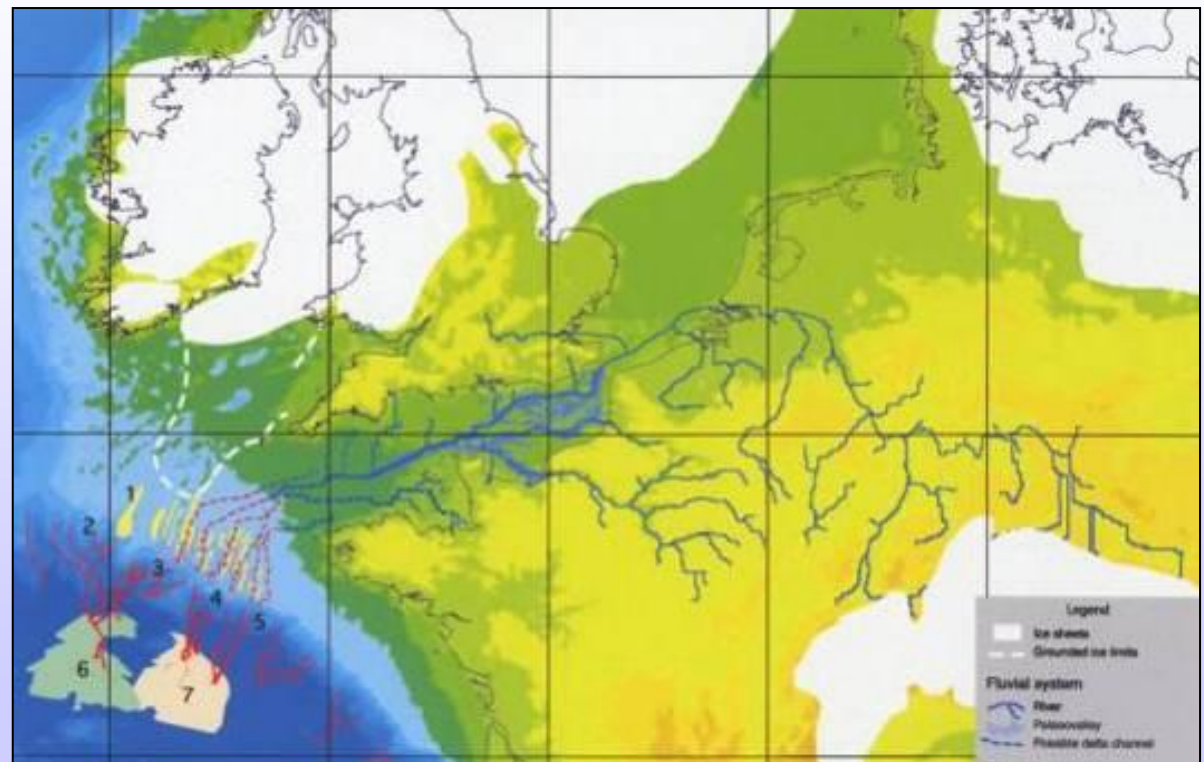 1
2
3
4
5
6
7
Legend
Ice sheets
Grounded ice limits
Fluvial system
River
Palaeovalley
Possible delta channel